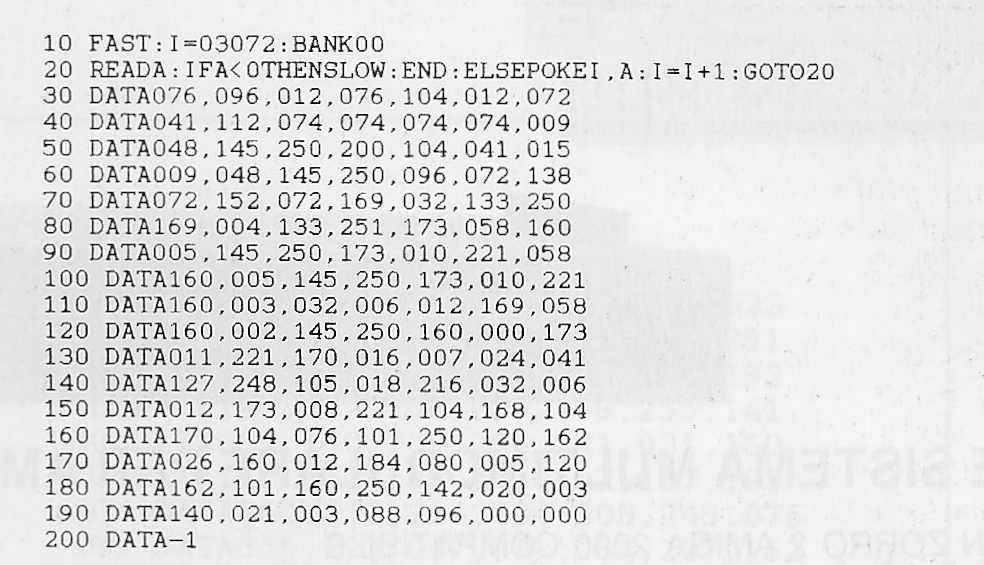 10 FAST:I=03072:BANK00
20 READA:IFA<0THENSLOW:END:ELSEPOKEI,A:I=I+1:GOTO20
30 DATA076,096,012,076,104,012,072
40 DATA041,112,074,074,074,074,009
50 DATA048,145,250,200,104,041,015
60 DATA009,048,145,250,096,072,138
70 DATA072,152,072,169,032,133,250
80 DATA169,004,133,251,173,058,160
90 DATA005,145,250,173,010,221,058
100 DATA160,005,145,250,173,010,221
110 DATA160,003,032,006,012,169,058
120 DATA160,002,145,250,160,000,173
130 DATA011,221,170,016,007,024,041
140 DATA127,248,105,018,216,032,006
150 DATA012,173,008,221,104,168,104
160 DATA170,104,076,101,250,120,162
170 DATA026,160,012,184,080,005,120
180 DATA162,101,160,250,142,020,003
190 DATA140,021,003,088,096,000,000
200 DATA-1